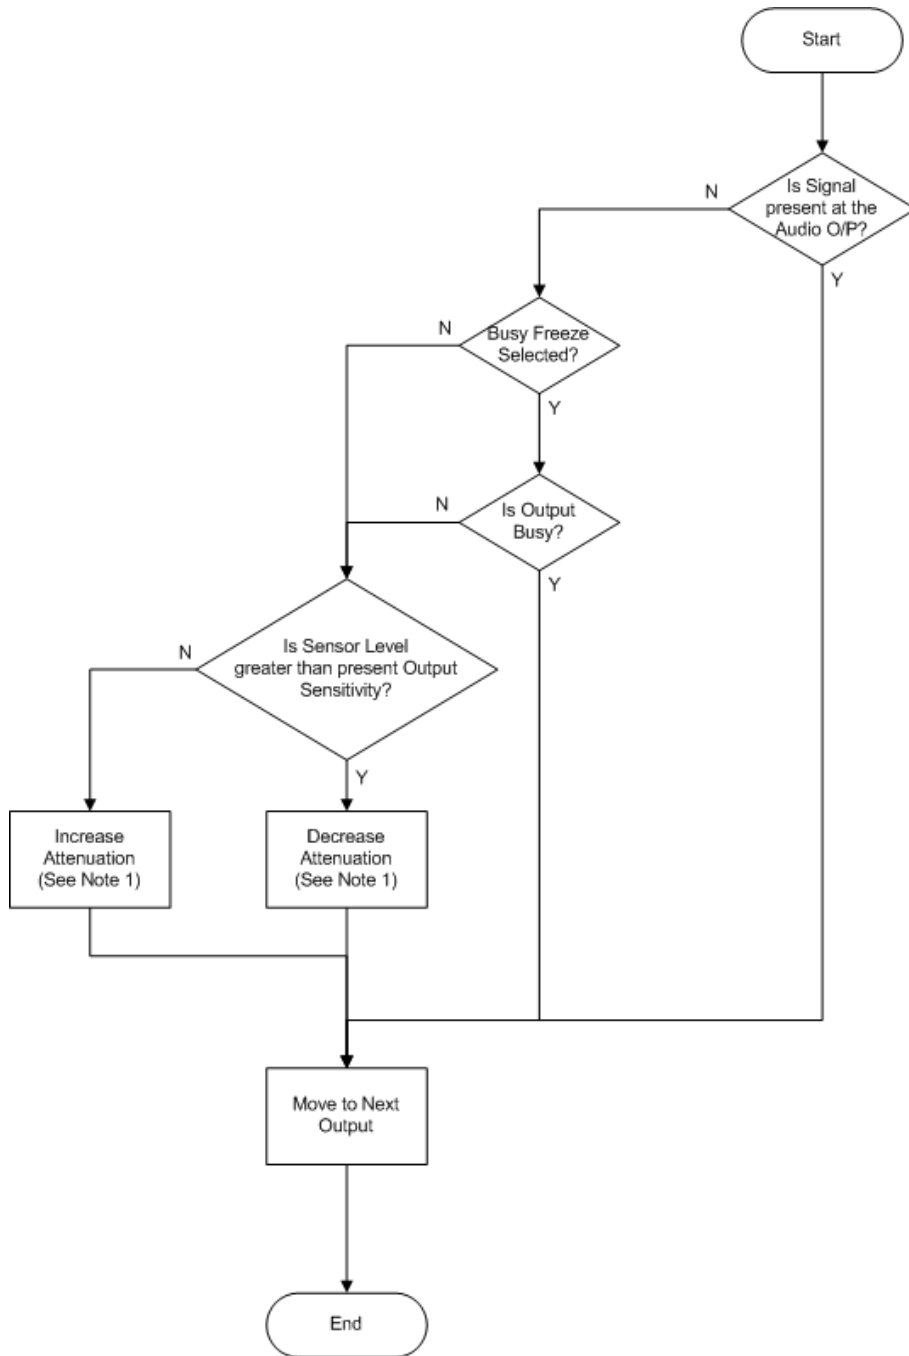 Start
Is Signal
present at the
Audio O/P?
N
Y
Busy Freeze
Selected?
N
Y
Is Output
Busy?
N
Y
Is Sensor Level
greater than present Output
Sensitivity?
N
Y
Increase
Attenuation
(See Note 1)
Decrease
Attenuation
(See Note 1)
Move to Next
Output
End